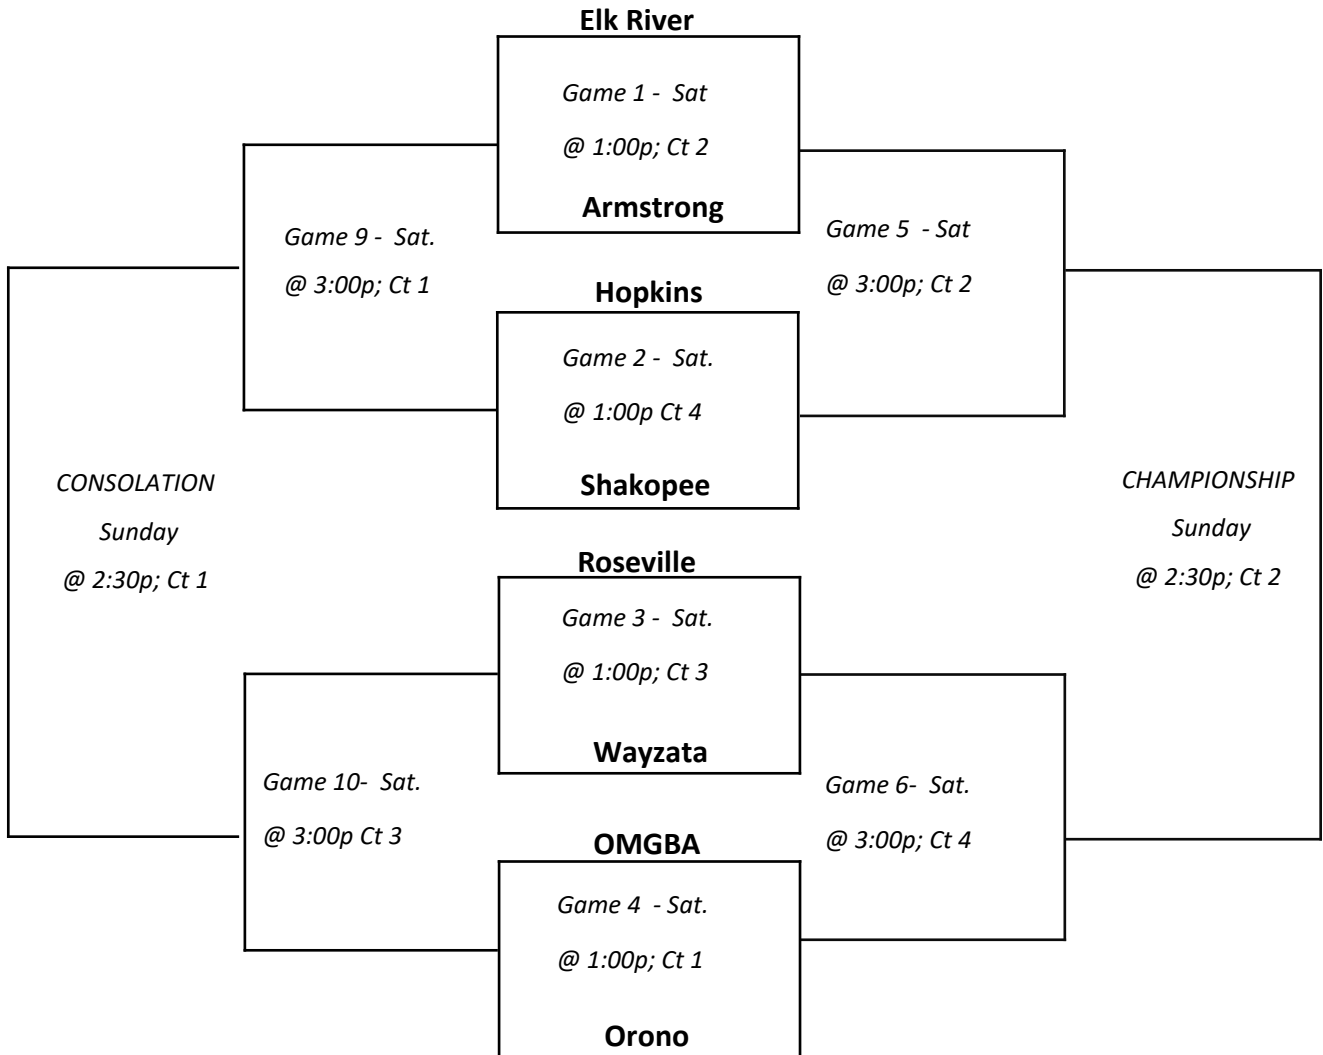 Elk River
Game 1 -  Sat
@ 1:00p; Ct 2
Armstrong
Game 9 -  Sat.
@ 3:00p; Ct 1
Game 5  - Sat
@ 3:00p; Ct 2
Hopkins
Game 2 -  Sat.
@ 1:00p Ct 4
Shakopee
CONSOLATION
Sunday
@ 2:30p; Ct 1
CHAMPIONSHIP
Sunday
@ 2:30p; Ct 2
Roseville
Game 3 -  Sat.
@ 1:00p; Ct 3
Wayzata
Game 10-  Sat.
@ 3:00p Ct 3
Game 6-  Sat.
@ 3:00p; Ct 4
OMGBA
Game 4  - Sat.
@ 1:00p; Ct 1
Orono